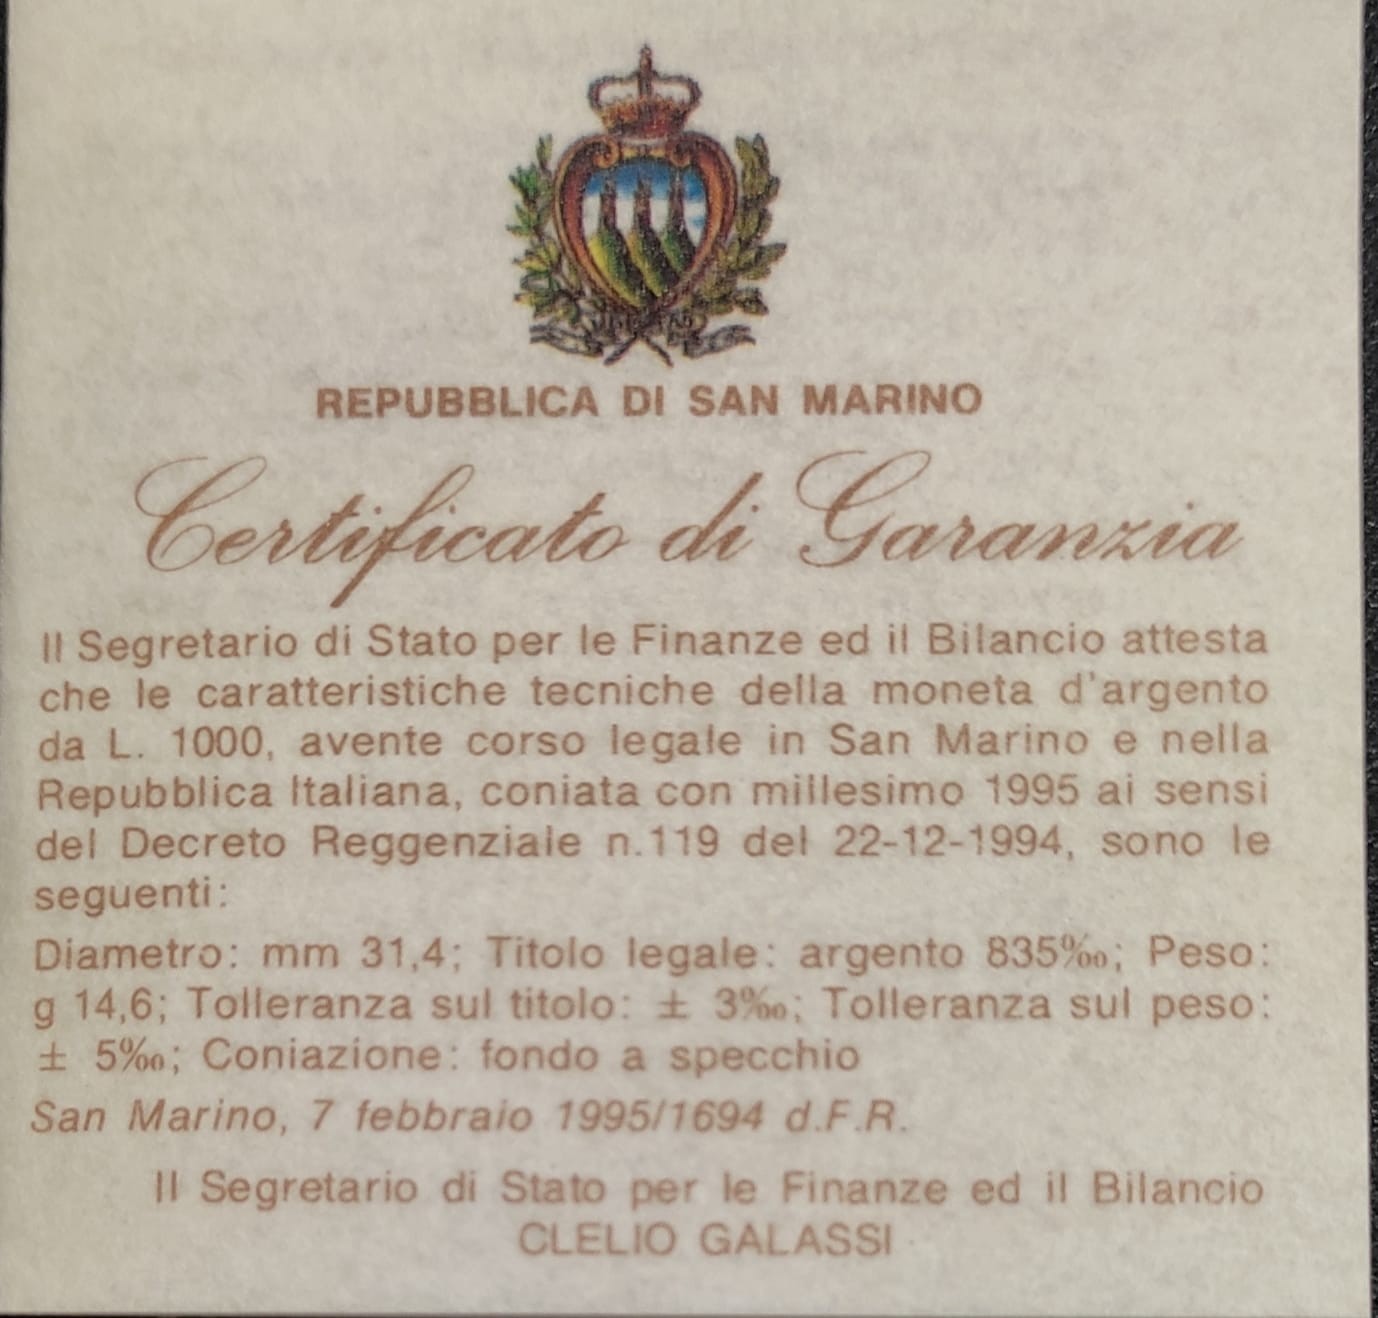 REPUBBLICA DI SAN MARINO
Certificato di Garanzia
Il Segretario di Stato per le Finanze ed il Bilancio attesta
che le caratteristiche tecniche della moneta d'argento
da L. 1000, avente corso legale in San Marino e nella
Repubblica Italiana, coniata con millesimo 1995 ai sensi
del Decreto Reggenziale n.119 del 22-12-1994, sono le
seguenti:
Diametro: mm 31,4; Titolo legale: argento 835‰; Peso:
g 14,6; Tolleranza sul titolo: ± 3‰; Tolleranza sul peso:
± 5‰; Coniazione: fondo a specchio
San Marino, 7 febbraio 1995/1694 d.F.R.
Il Segretario di Stato per le Finanze ed il Bilancio
CLELIO GALASSI